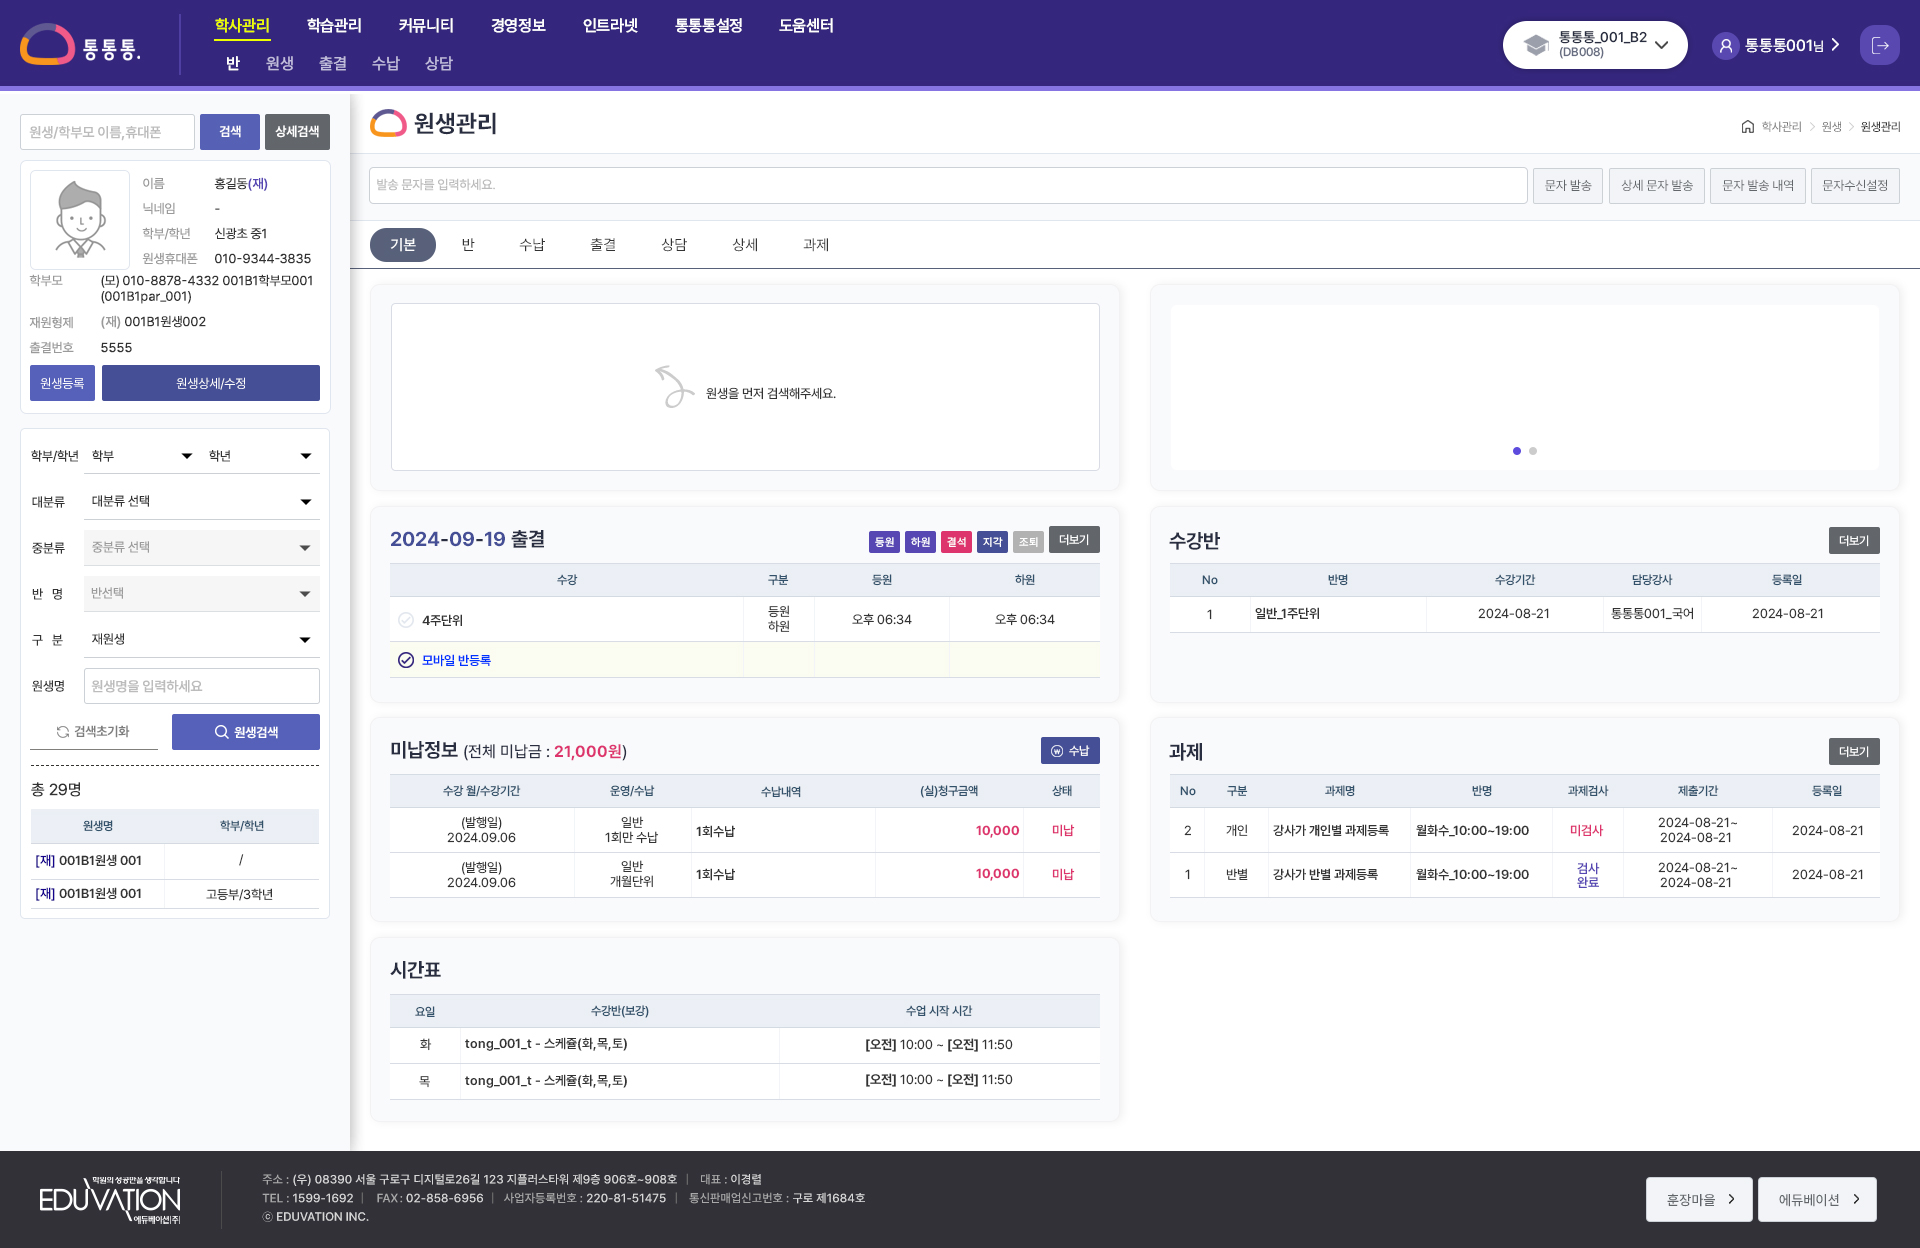 통통통.
학사관리 학습관리 커뮤니티 경영정보 인트라넷 통통통설정 도움센터
반 원생 출결 수납 상담
통통통_001_B2
(DB008)
통통통001님
원생/학부모 이름,휴대폰 검색 상세검색
이름 홍길동(재)
닉네임 -
학부/학년 신광초 중1
원생휴대폰 010-9344-3835
학부모 (모) 010-8878-4332 001B1학부모001
(001B1par_001)
재원형제 (재) 001B1원생002
출결번호 5555
원생등록 원생상세/수정
학부/학년 학부 학년
대분류 대분류 선택
중분류 중분류 선택
반 명 반선택
구 분 재원생
원생명 원생명을 입력하세요
검색초기화 원생검색
총 29명
원생명 학부/학년
[재] 001B1원생 001 /
[재] 001B1원생 001 고등부/3학년
원생관리
학사관리 원생 원생관리
발송 문자를 입력하세요. 문자 발송 상세 문자 발송 문자 발송 내역 문자수신설정
기본 반 수납 출결 상담 상세 과제
원생을 먼저 검색해주세요.
2024-09-19 출결 등원 하원 결석 지각 조퇴 더보기
수강 구분 등원 하원
4주단위 등원 하원 오후 06:34 오후 06:34
모바일 반등록
수강반 더보기
No 반명 수강기간 담당강사 등록일
1 일반_1주단위 2024-08-21 통통통001_국어 2024-08-21
미납정보 (전체 미납금 : 21,000원) 수납
수강 월/수강기간 운영/수납 수납내역 (실)청구금액 상태
(발행일) 일반
2024.09.06 1회만 수납 1회수납 10,000 미납
(발행일) 일반
2024.09.06 개월단위 1회수납 10,000 미납
과제 더보기
No 구분 과제명 반명 과제검사 제출기간 등록일
2 개인 강사가 개인별 과제등록 월화수_10:00~19:00 미검사 2024-08-21~ 2024-08-21
2024-08-21
1 반별 강사가 반별 과제등록 월화수_10:00~19:00 검사 2024-08-21~ 2024-08-21
완료 2024-08-21
시간표
요일 수강반(보강) 수업 시작 시간
화 tong_001_t - 스케쥴(화,목,토) [오전] 10:00 ~ [오전] 11:50
목 tong_001_t - 스케쥴(화,목,토) [오전] 10:00 ~ [오전] 11:50
학원의 성공만을 생각합니다
EDUVATION
에듀베이션(주)
주소 : (우) 08390 서울 구로구 디지털로26길 123 지플러스타워 제9층 906호~908호 | 대표 : 이경렬
TEL : 1599-1692 | FAX : 02-858-6956 | 사업자등록번호 : 220-81-51475 | 통신판매업신고번호 : 구로 제1684호
ⓒ EDUVATION INC.
훈장마을 에듀베이션